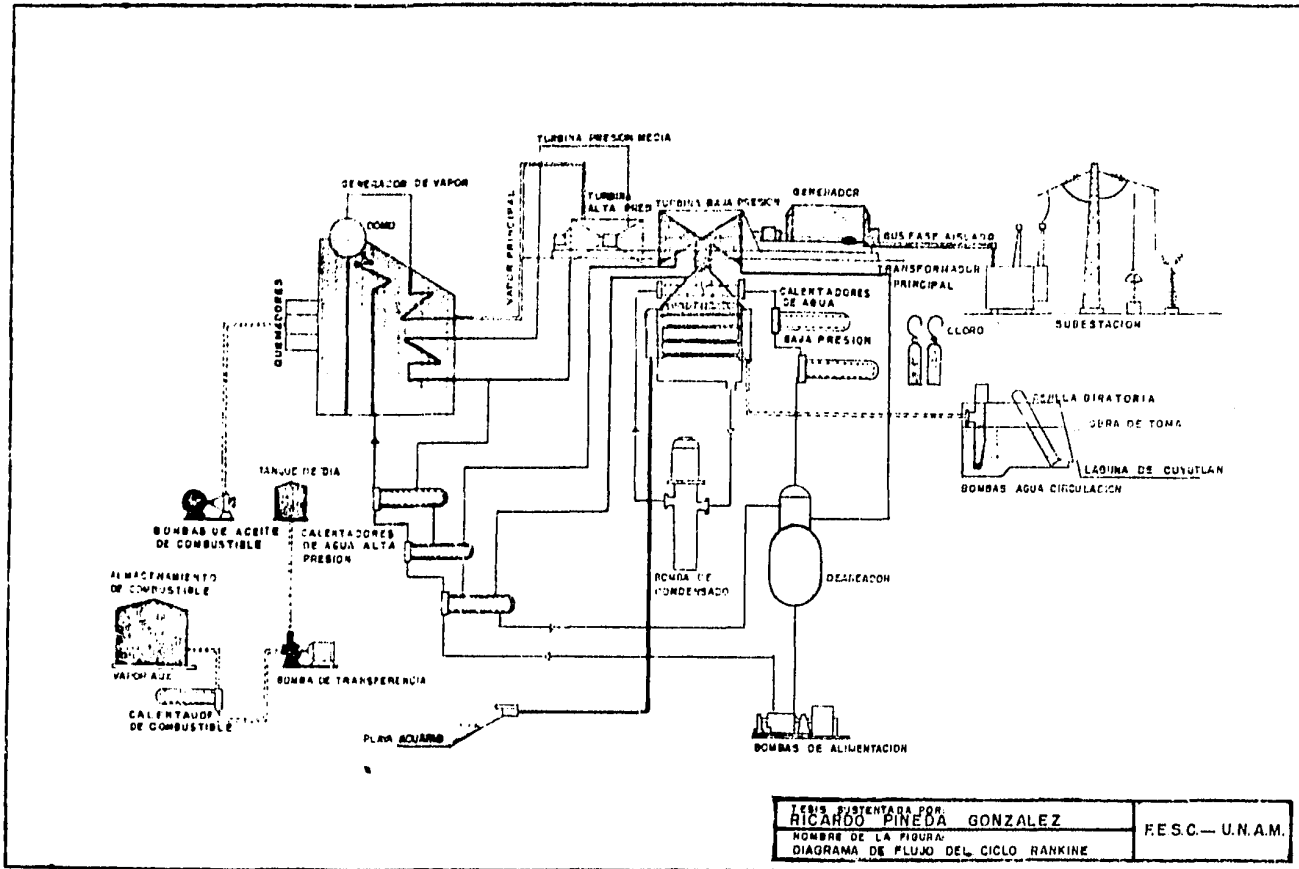 TURBINA PRESION MEDIA
GENERADOR DE VAPOR
DOMO
VAPOR PRINCIPAL
TURBINA
ALTA PRES
TURBINA BAJA PRESION
GENERADOR
BUS FASE AISLADO
TRANSFORMADOR
PRINCIPAL
SUBESTACION
QUEMADORES
CALENTADORES
DE AGUA
BAJA PRESION
CLORO
OBRA DE TOMA
LAGUNA DE CUYUTLAN
BOMBAS AGUA CIRCULACION
TANQUE DE DIA
BOMBAS DE ACEITE
DE COMBUSTIBLE
CALENTADORES
DE AGUA ALTA
PRESION
ALMACENAMIENTO
DE COMBUSTIBLE
VAPOR AUX
CALENTADOR
DE COMBUSTIBLE
BOMBA DE TRANSFERENCIA
BOMBA DE
CONDENSADO
DEAREADOR
PLAYA
BOMBAS DE ALIMENTACION
TESIS SUSTENTADA POR:
RICARDO PINEDA GONZALEZ
NOMBRE DE LA FIGURA:
DIAGRAMA DE FLUJO DEL CICLO RANKINE
F.E.S.C.— U.N.A.M.